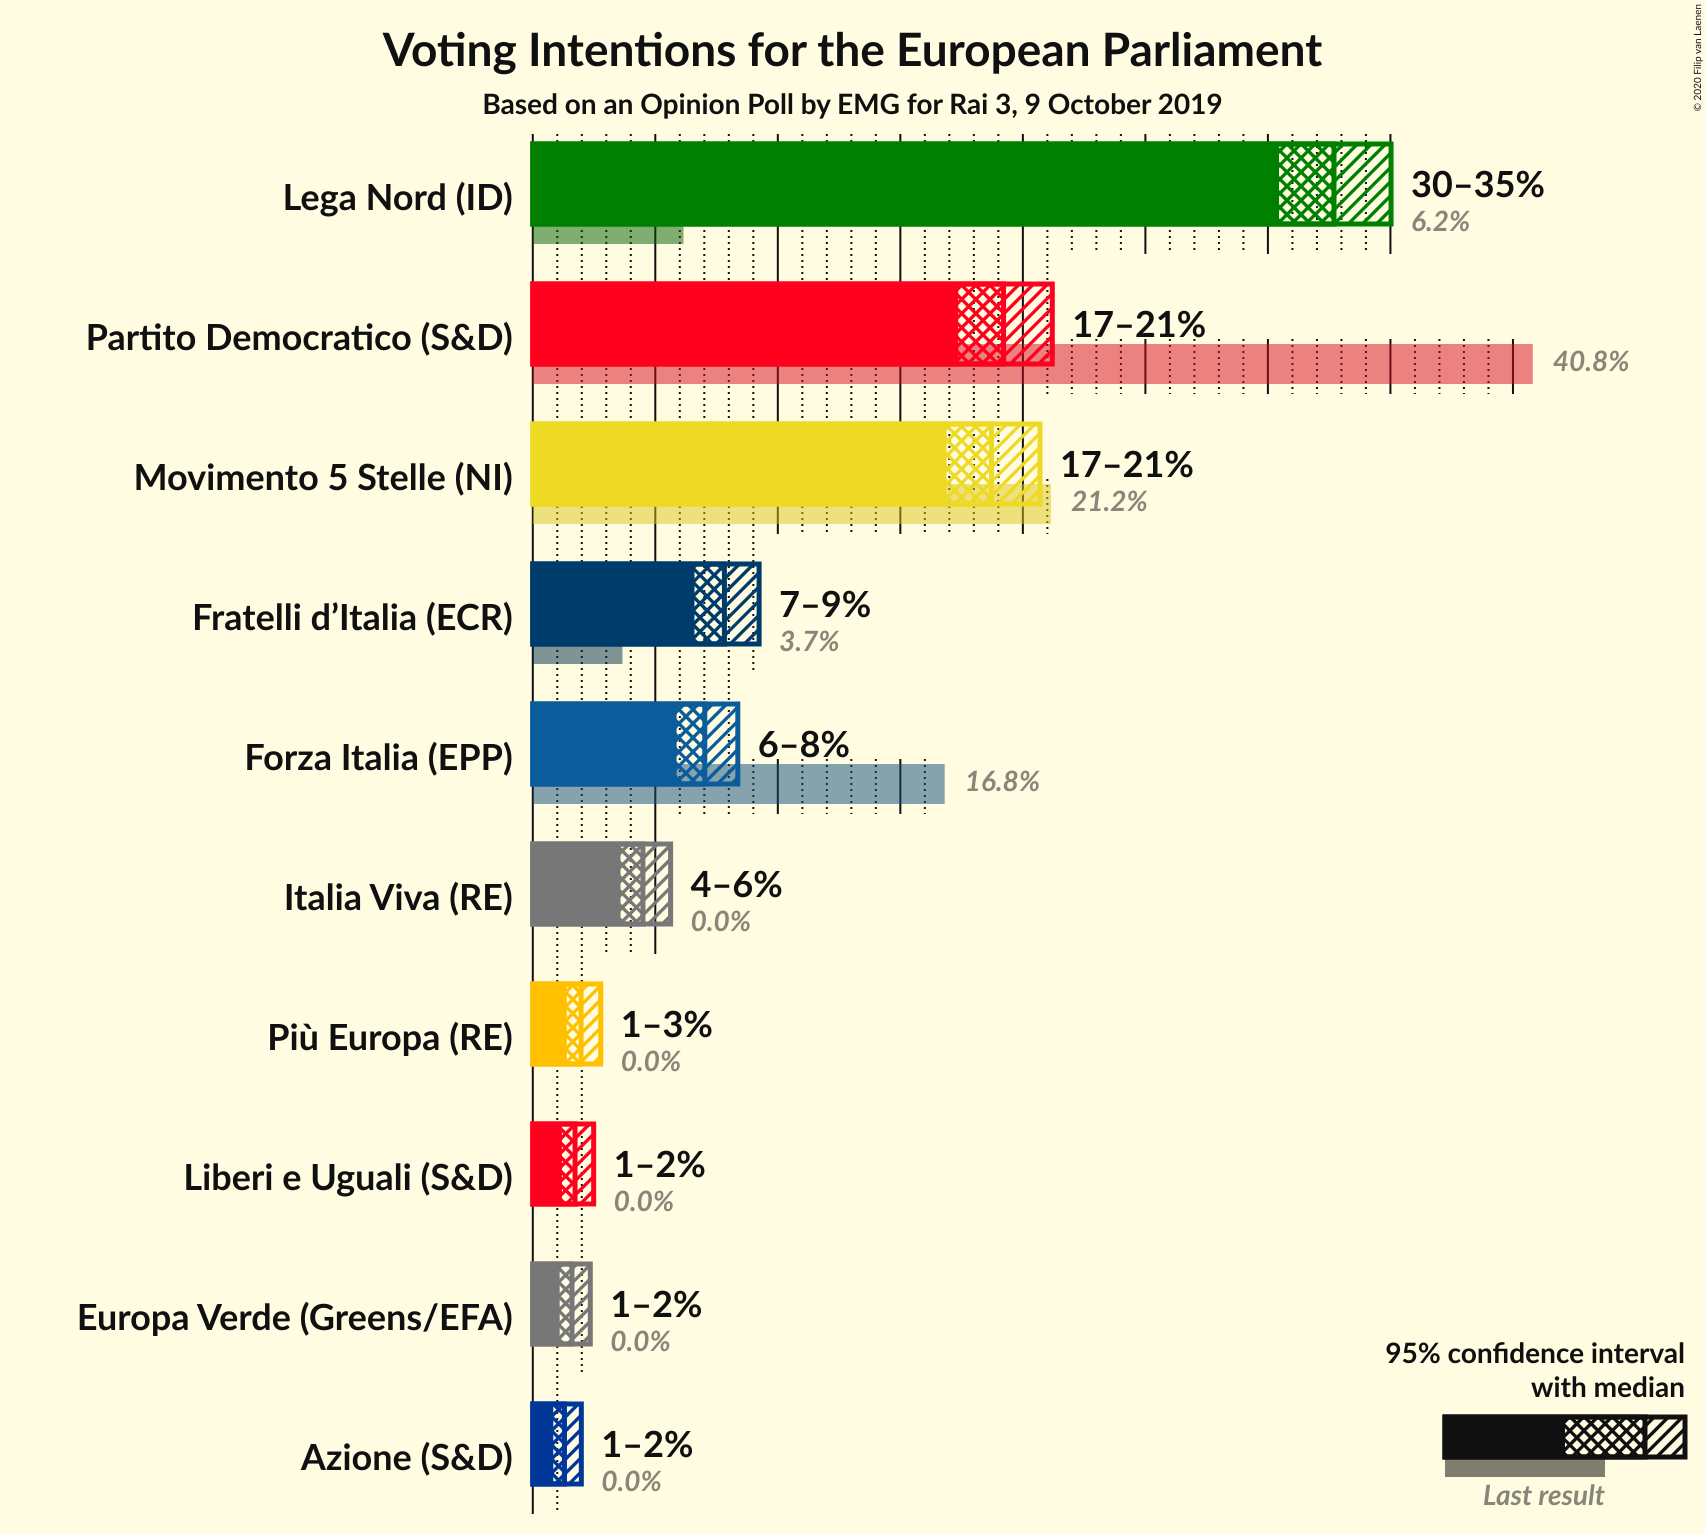 Voting Intentions for the European Parliament
Based on an Opinion Poll by EMG for Rai 3, 9 October 2019
© 2020 Filip van Laenen
Lega Nord (ID)
30–35%
6.2%
Partito Democratico (S&D)
17–21%
40.8%
Movimento 5 Stelle (NI)
17–21%
21.2%
Fratelli d’Italia (ECR)
7–9%
3.7%
Forza Italia (EPP)
6–8%
16.8%
Italia Viva (RE)
4–6%
0.0%
Più Europa (RE)
1–3%
0.0%
Liberi e Uguali (S&D)
1–2%
0.0%
Europa Verde (Greens/EFA)
1–2%
0.0%
Azione (S&D)
1–2%
0.0%
95% confidence interval
with median
Last result